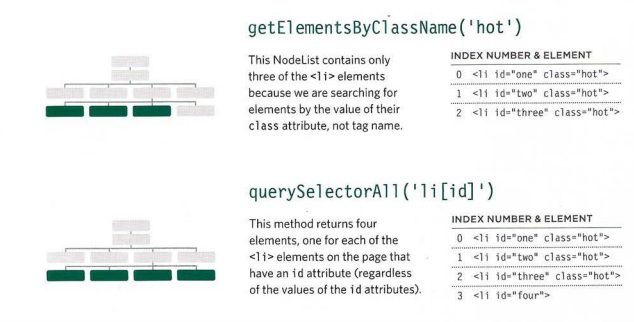 getElementsByClassName('hot')
This NodeList contains only
three of the <li> elements
because we are searching for
elements by the value of their
class attribute, not tag name.
INDEX NUMBER & ELEMENT
0 <li id="one" class="hot">
1 <li id="two" class="hot">
2 <li id="three" class="hot">
querySelectorAll('li[id]')
This method returns four
elements, one for each of the
<li> elements on the page that
have an id attribute (regardless
of the values of the id attributes).
INDEX NUMBER & ELEMENT
0 <li id="one" class="hot">
1 <li id="two" class="hot">
2 <li id="three" class="hot">
3 <li id="four">